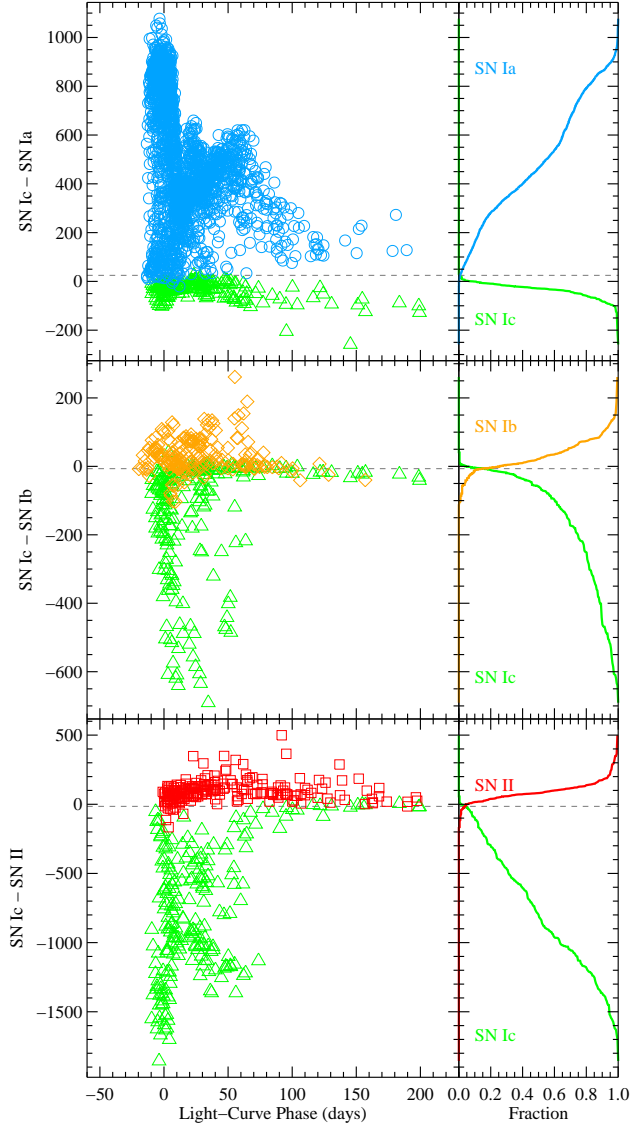 1000
800
600
400
200
0
−200
SN Ic − SN Ia
SN Ia
SN Ic
200
0
−200
−400
−600
SN Ic − SN Ib
SN Ib
SN Ic
500
0
−500
−1000
−1500
SN Ic − SN II
SN II
SN Ic
−50 0 50 100 150 200
0.0 0.2 0.4 0.6 0.8 1.0
Light−Curve Phase (days) Fraction